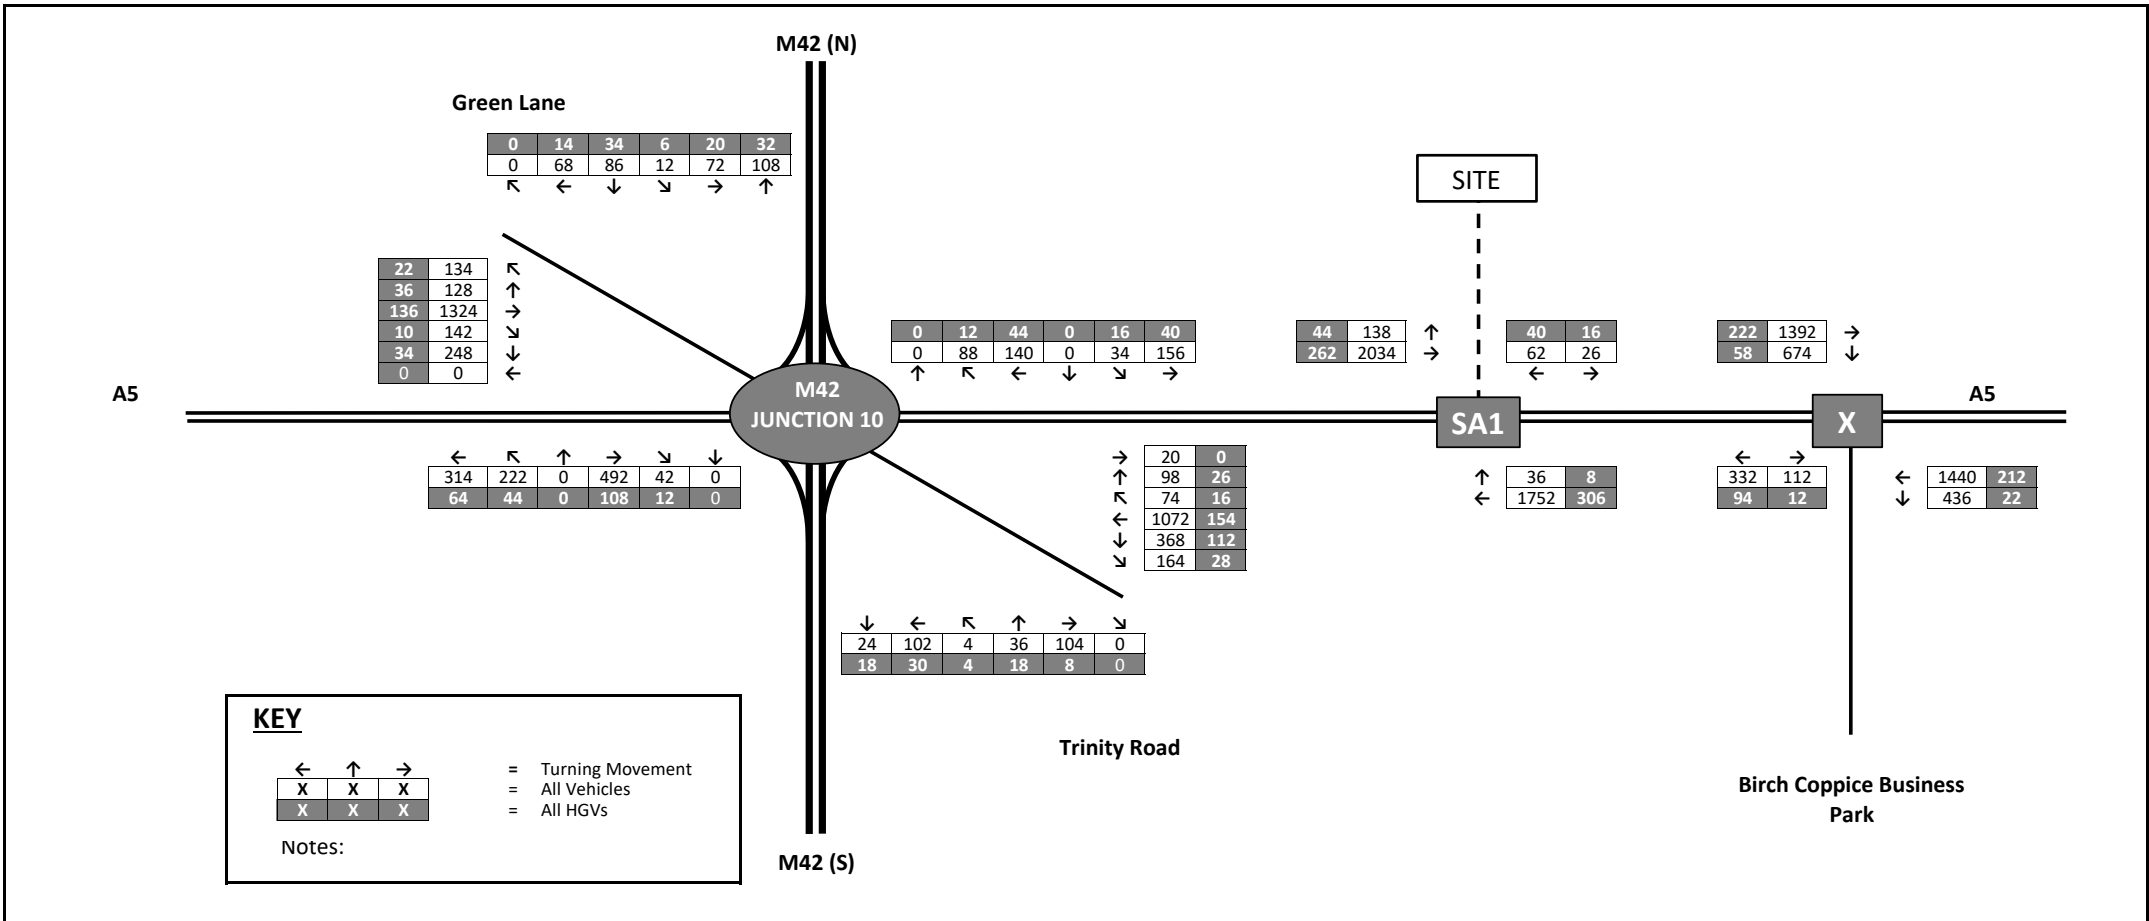 M42 (N)
Green Lane
0 14 34 6 20 32
0 68 86 12 72 108
↖ ← ↓ ↘ → ↑
SITE
22 134 ↖
36 128 ↑
136 1324 →
10 142 ↘
34 248 ↓
0 0 ←
0 12 44 0 16 40
0 88 140 0 34 156
↑ ↖ ← ↓ ↘ →
44 138 ↑
262 2034 →
40 16
62 26
← →
222 1392 →
58 674 ↓
A5
M42
JUNCTION 10
SA1
X
A5
← ↖ ↑ → ↘ ↓
314 222 0 492 42 0
64 44 0 108 12 0
→ 20 0
↑ 98 26
↖ 74 16
← 1072 154
↓ 368 112
↘ 164 28
↑ 36 8
← 1752 306
← →
332 112
94 12
← 1440 212
↓ 436 22
↓ ← ↖ ↑ → ↘
24 102 4 36 104 0
18 30 4 18 8 0
KEY
← ↑ → = Turning Movement
X X X = All Vehicles
X X X = All HGVs
Notes:
Trinity Road
Birch Coppice Business
Park
M42 (S)